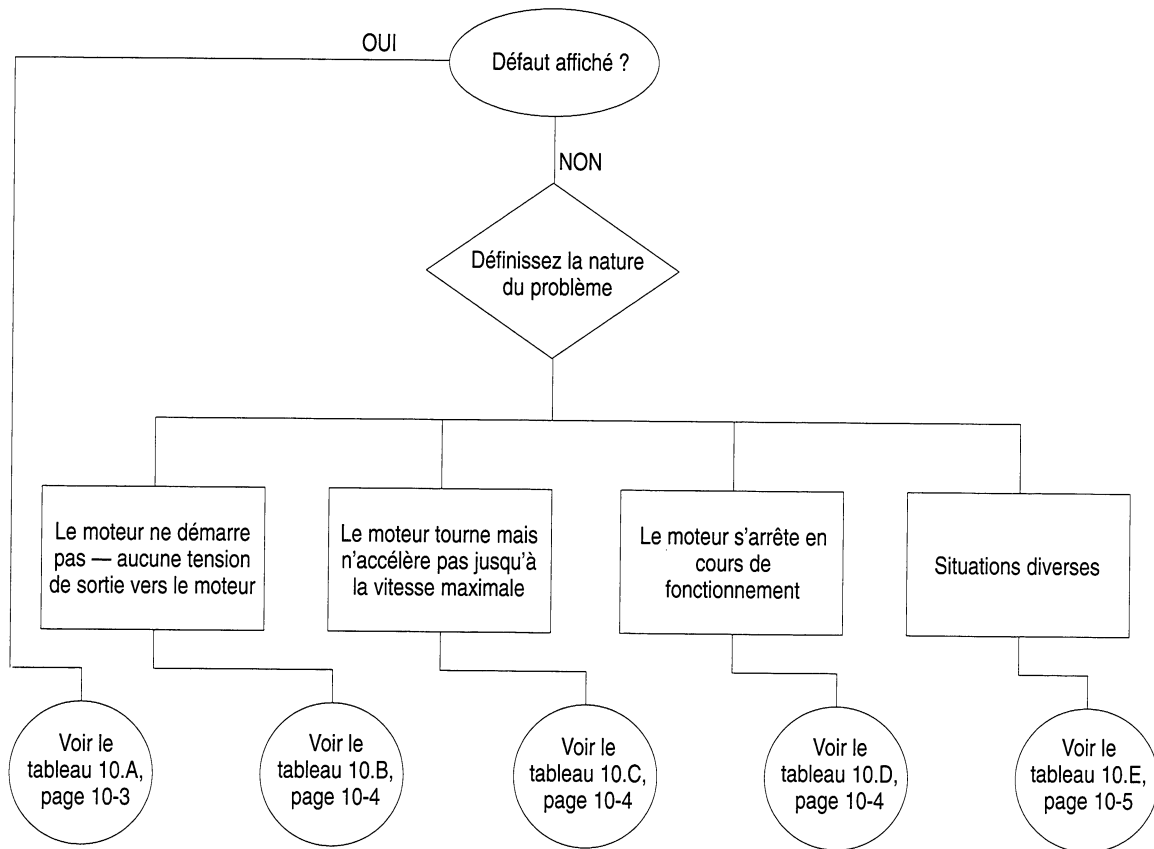 OUI
Défaut affiché ?
NON
Définissez la nature
du problème
Le moteur ne démarre
pas — aucune tension
de sortie vers le moteur
Le moteur tourne mais
n'accélère pas jusqu'à
la vitesse maximale
Le moteur s'arrête en
cours de
fonctionnement
Situations diverses
Voir le
tableau 10.A,
page 10-3
Voir le
tableau 10.B,
page 10-4
Voir le
tableau 10.C,
page 10-4
Voir le
tableau 10.D,
page 10-4
Voir le
tableau 10.E,
page 10-5